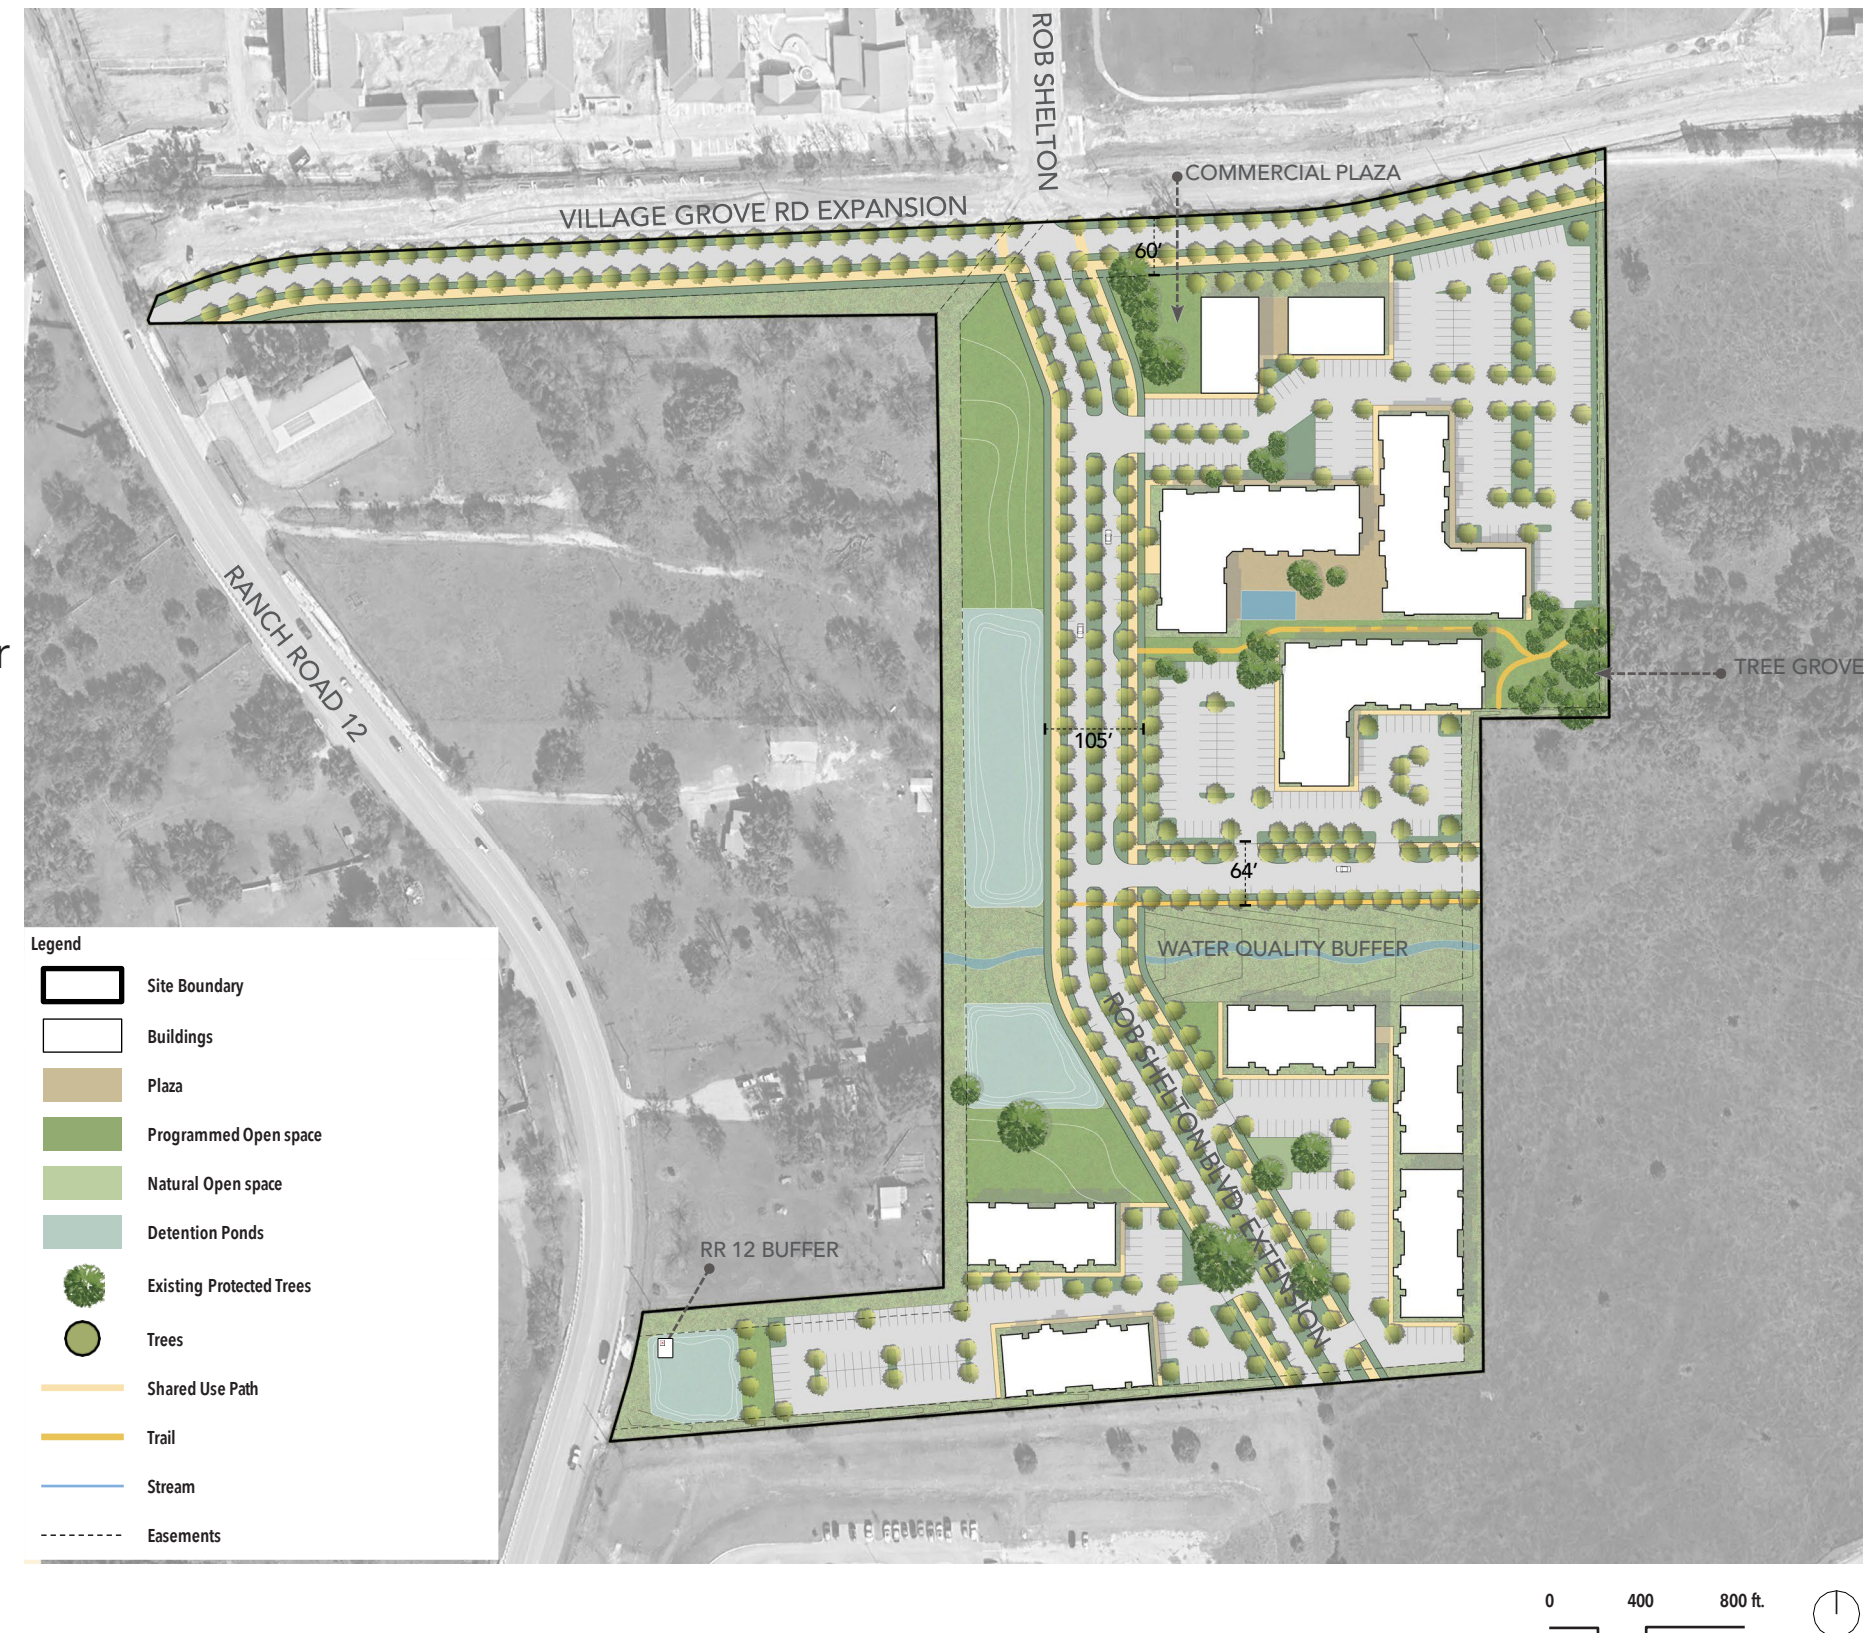 ROB SHELTON
COMMERCIAL PLAZA
VILLAGE GROVE RD EXPANSION
60'
RANCH ROAD 12
r
TREE GROVE
105'
64'
WATER QUALITY BUFFER
ROB SHELTON BLVD. EXTENSION
RR 12 BUFFER
Legend
Site Boundary
Buildings
Plaza
Programmed Open space
Natural Open space
Detention Ponds
Existing Protected Trees
Trees
Shared Use Path
Trail
Stream
Easements
0 400 800 ft.